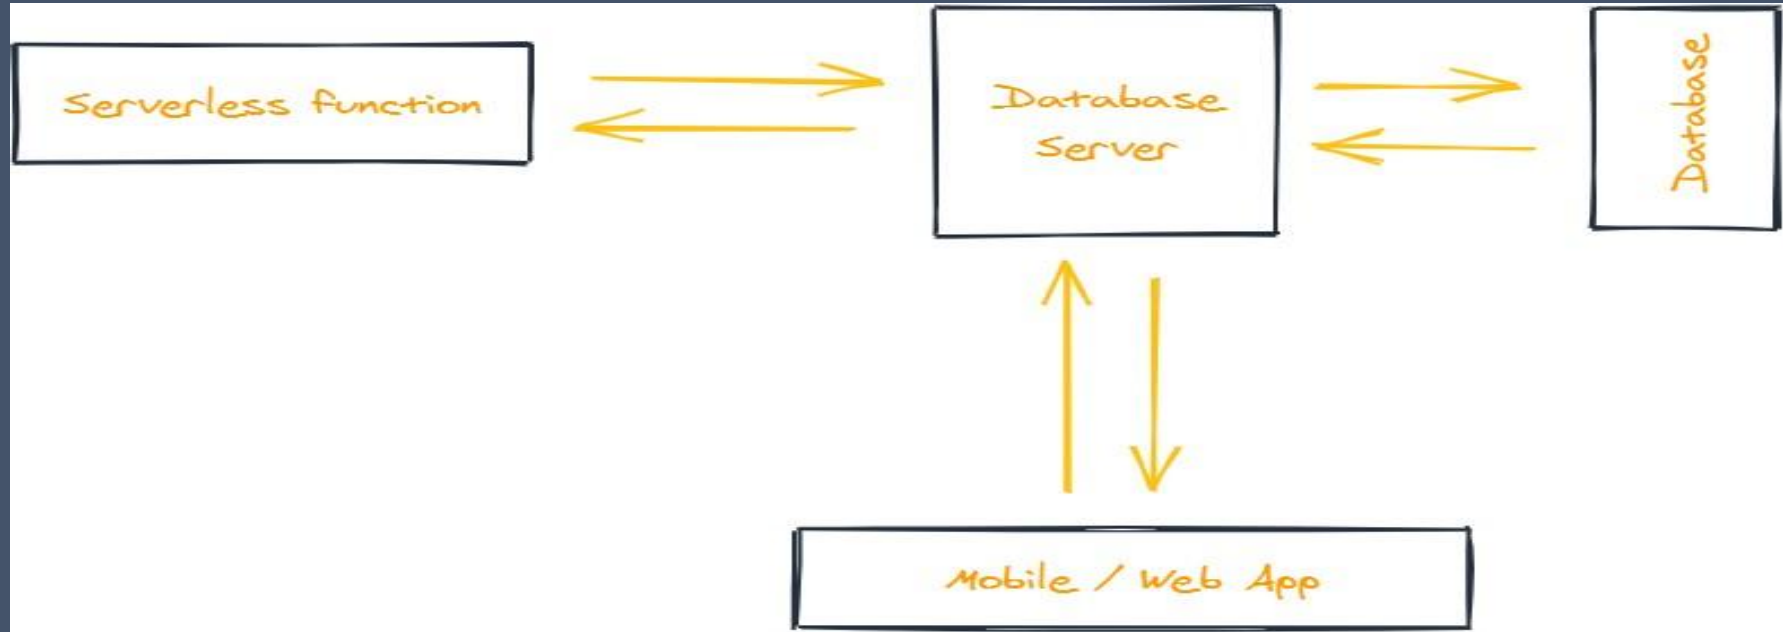 Serverless function
Database
Server
Database
Mobile / Web App